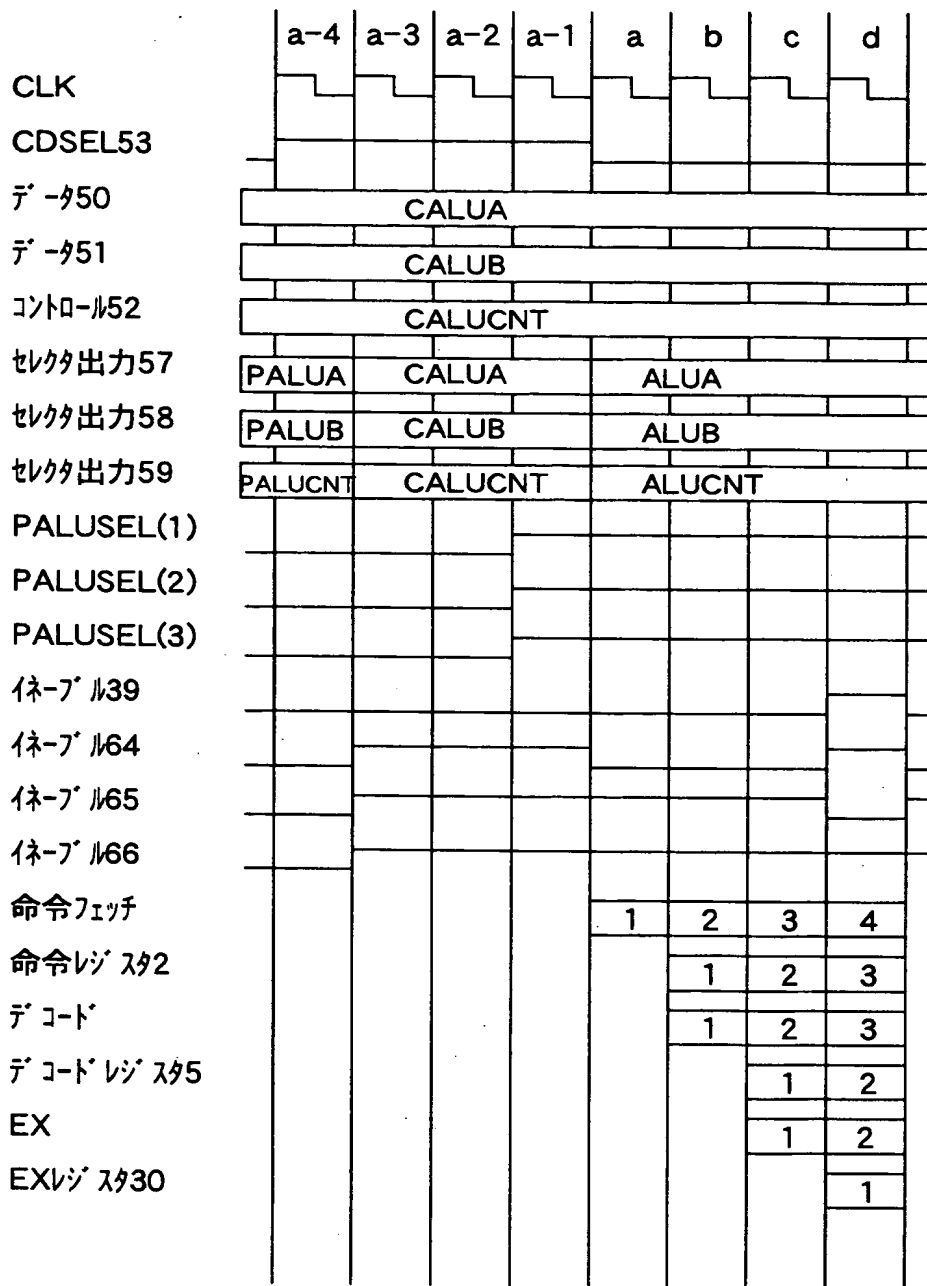 a-4 a-3 a-2 a-1 a b c d
CLK
CDSEL53
ﾃﾞｰﾀ50 CALUA
ﾃﾞｰﾀ51 CALUB
ｺﾝﾄﾛｰﾙ52 CALUCNT
ｾﾚｸﾀ出力57 PALUA CALUA ALUA
ｾﾚｸﾀ出力58 PALUB CALUB ALUB
ｾﾚｸﾀ出力59 PALUCNT CALUCNT ALUCNT
PALUSEL(1)
PALUSEL(2)
PALUSEL(3)
ｲﾈｰﾌﾞﾙ39
ｲﾈｰﾌﾞﾙ64
ｲﾈｰﾌﾞﾙ65
ｲﾈｰﾌﾞﾙ66
命令ﾌｪｯﾁ 1 2 3 4
命令ﾚｼﾞｽﾀ2 1 2 3
ﾃﾞｺｰﾄﾞ 1 2 3
ﾃﾞｺｰﾄﾞﾚｼﾞｽﾀ5 1 2
EX 1 2
EXﾚｼﾞｽﾀ30 1